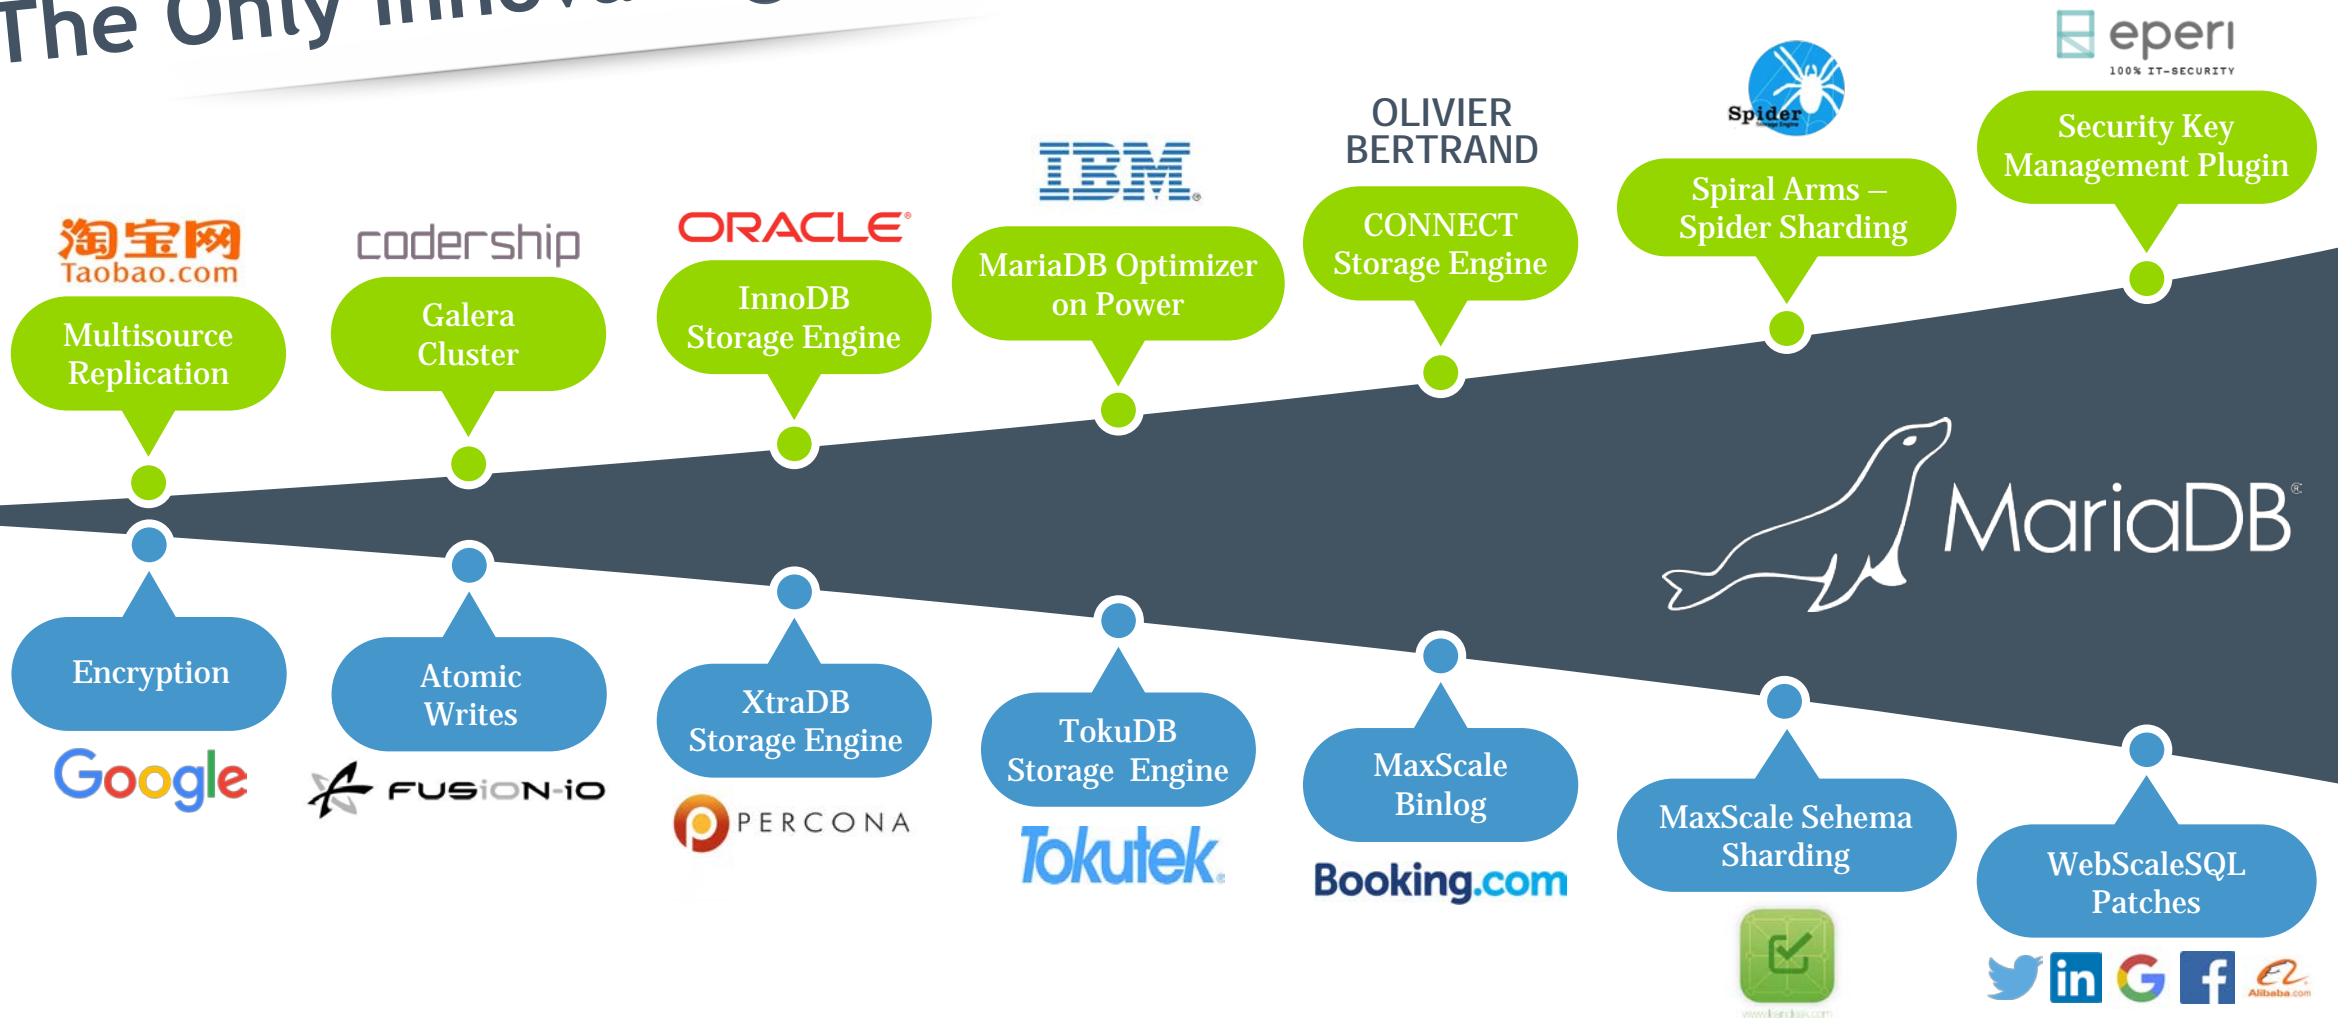 The Only
eperi
100% IT-SECURITY
Spider
OLIVIER
BERTRAND
IBM
Security Key
Management Plugin
Spiral Arms –
Spider Sharding
CONNECT
Storage Engine
MariaDB Optimizer
on Power
ORACLE
InnoDB
Storage Engine
codership
Galera
Cluster
淘宝网
Taobao.com
Multisource
Replication
MariaDB
Encryption
Google
Atomic
Writes
FUSiON-iO
XtraDB
Storage Engine
PERCONA
TokuDB
Storage Engine
Tokutek
MaxScale
Binlog
Booking.com
MaxScale Sehema
Sharding
WebScaleSQL
Patches
in G f
Alibaba.com